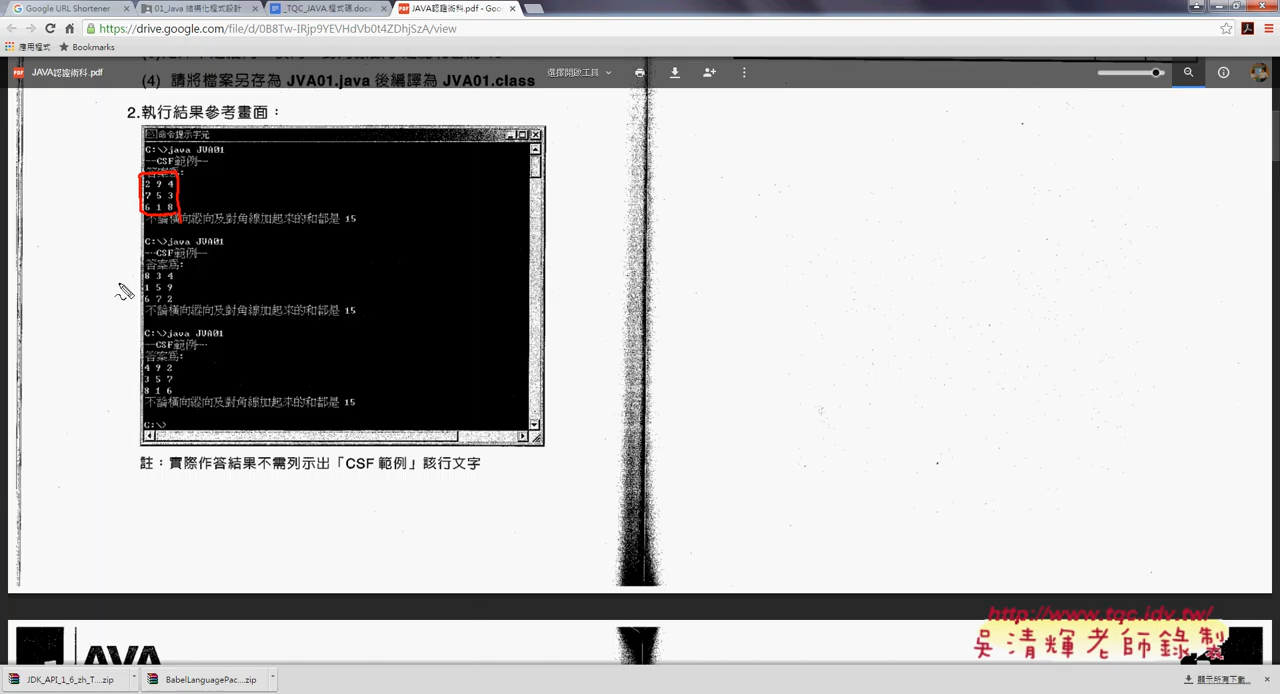 Google URL Shortener
01_Java 結構化程式設計
_TQC_JAVA.程式碼.docx
JAVA認證術科.pdf - Goo
https://drive.google.com/file/d/0B8Tw-IRjp9YEVHdVb0t4ZDhjSzA/view
應用程式
Bookmarks
JAVA認證術科.pdf
選擇開啟工具
(4) 請將檔案另存為 JVA01.java 後編譯為 JVA01.class
2.執行結果參考畫面：
命令提示字元
C:\>java JVA01
--CSF範例--
答案為:
2 9 4
7 5 3
6 1 8
不論橫向縱向及對角線加起來的和都是 15
C:\>java JVA01
--CSF範例--
答案為:
8 3 4
1 5 9
6 7 2
不論橫向縱向及對角線加起來的和都是 15
C:\>java JVA01
--CSF範例--
答案為:
4 9 2
3 5 7
8 1 6
不論橫向縱向及對角線加起來的和都是 15
C:\>
註：實際作答結果不需列示出「CSF 範例」該行文字
http://www.tqc.idv.tw/
吳清輝老師錄製
JAVA
JDK_API_1_6_zh_T....zip
BabelLanguagePac....zip
顯示所有下載...